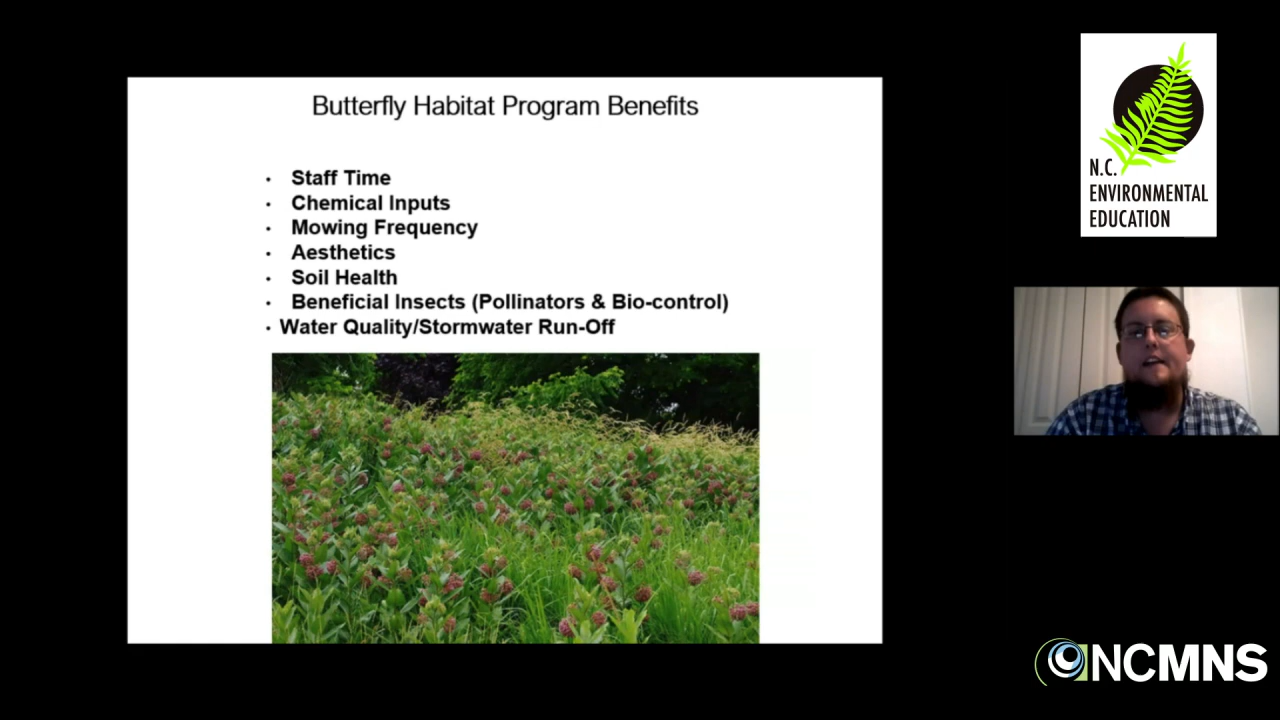 Butterfly Habitat Program Benefits
· Staff Time
· Chemical Inputs
· Mowing Frequency
· Aesthetics
· Soil Health
· Beneficial Insects (Pollinators & Bio-control)
· Water Quality/Stormwater Run-Off
N.C.
ENVIRONMENTAL
EDUCATION
NCMNS